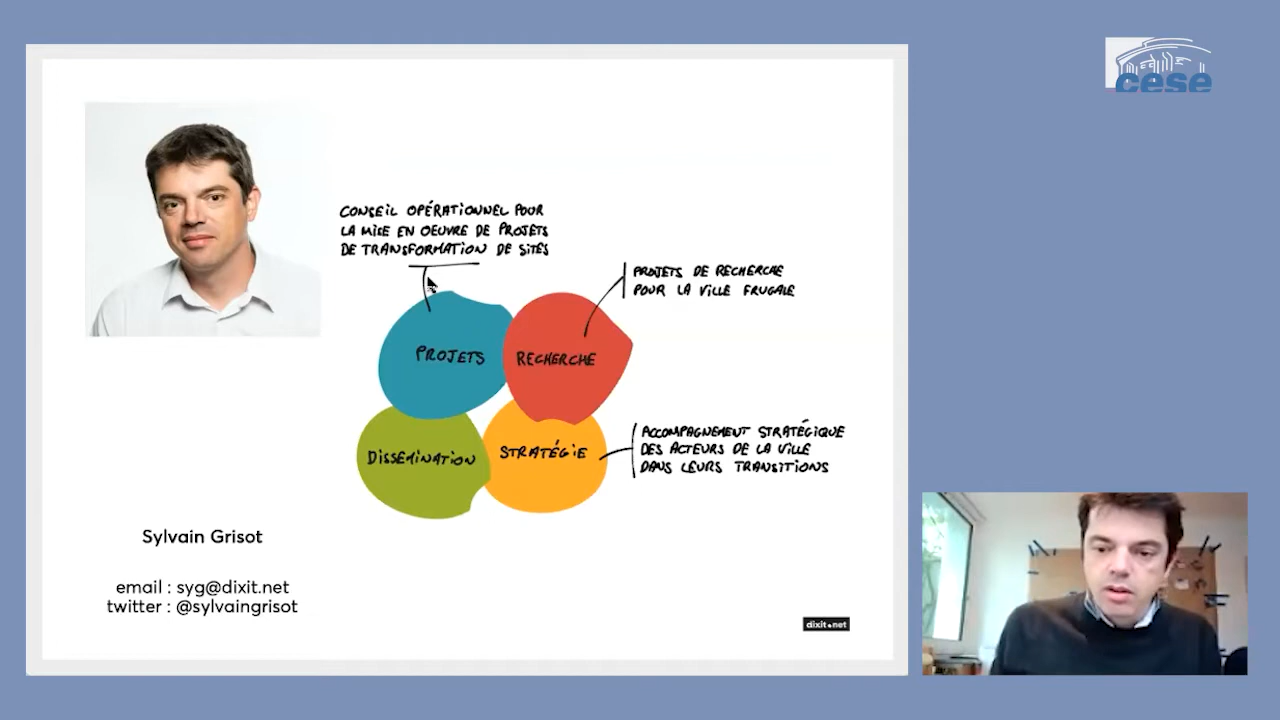 cese
CONSEIL OPÉRATIONNEL POUR
LA MISE EN OEUVRE DE PROJETS
DE TRANSFORMATION DE SITES
PROJETS DE RECHERCHE
POUR LA VILLE FRUGALE
PROJETS
RECHERCHE
DISSEMINATION
STRATÉGIE
ACCOMPAGNEMENT STRATÉGIQUE
DES ACTEURS DE LA VILLE
DANS LEURS TRANSITIONS
Sylvain Grisot
email : syg@dixit.net
twitter : @sylvaingrisot
dixit.net